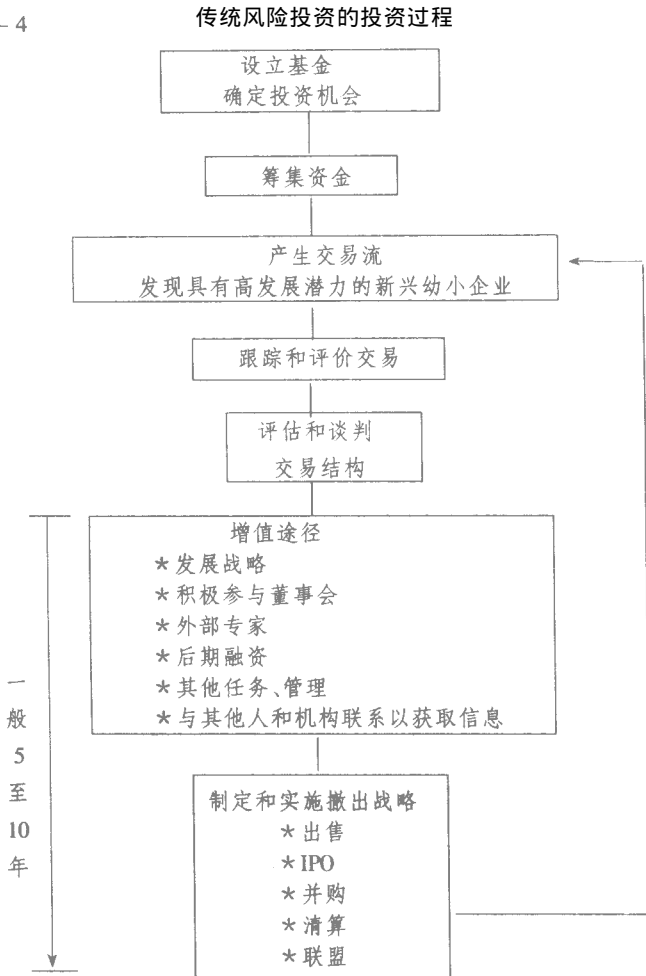 – 4
传统风险投资的投资过程
设立基金
确定投资机会
筹集资金
产生交易流
发现具有高发展潜力的新兴幼小企业
跟踪和评价交易
评估和谈判
交易结构
增值途径
*发展战略
*积极参与董事会
*外部专家
*后期融资
*其他任务、管理
*与其他人和机构联系以获取信息
一
般
5
至
10
年
制定和实施撤出战略
*出售
*IPO
*并购
*清算
*联盟